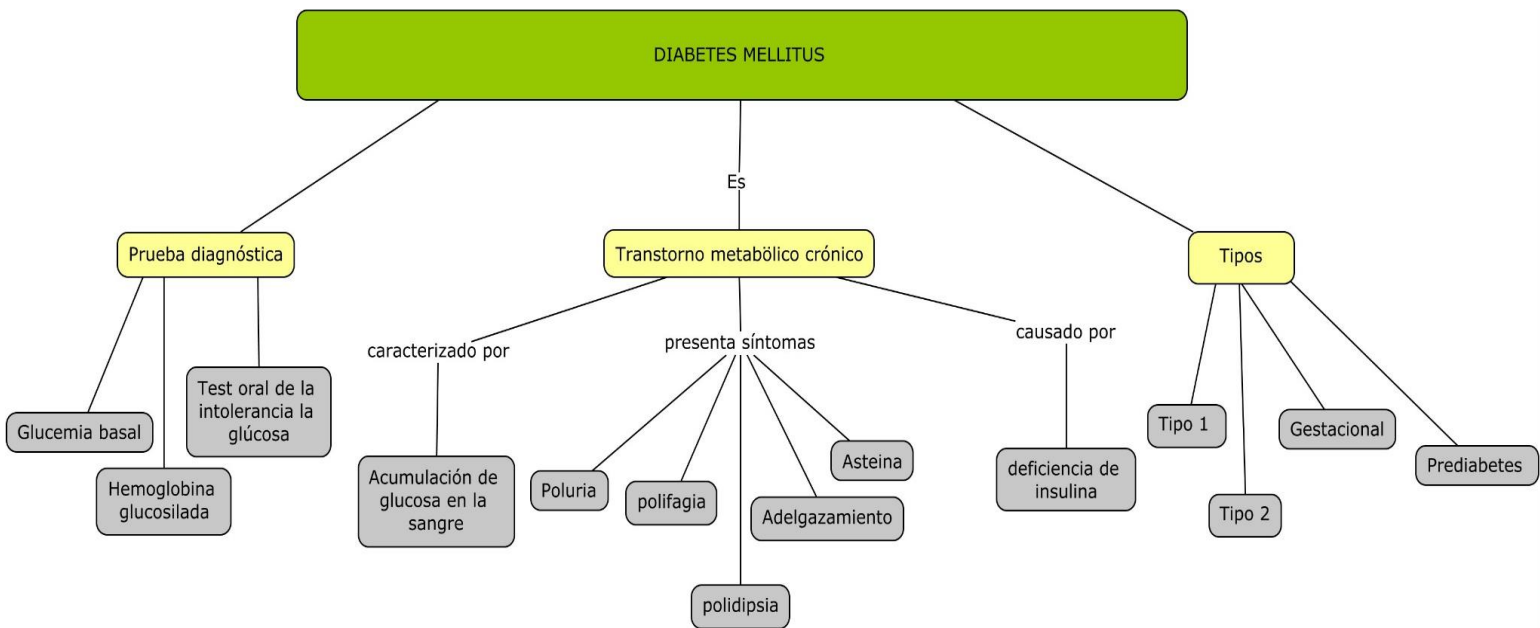 DIABETES MELLITUS
Es
Prueba diagnóstica
Transtorno metabölico crónico
Tipos
caracterizado por
presenta síntomas
causado por
Glucemia basal
Hemoglobina
glucosilada
Test oral de la
intolerancia la
glúcosa
Acumulación de
glucosa en la
sangre
Poluria
polifagia
polidipsia
Adelgazamiento
Asteina
deficiencia de
insulina
Tipo 1
Tipo 2
Gestacional
Prediabetes